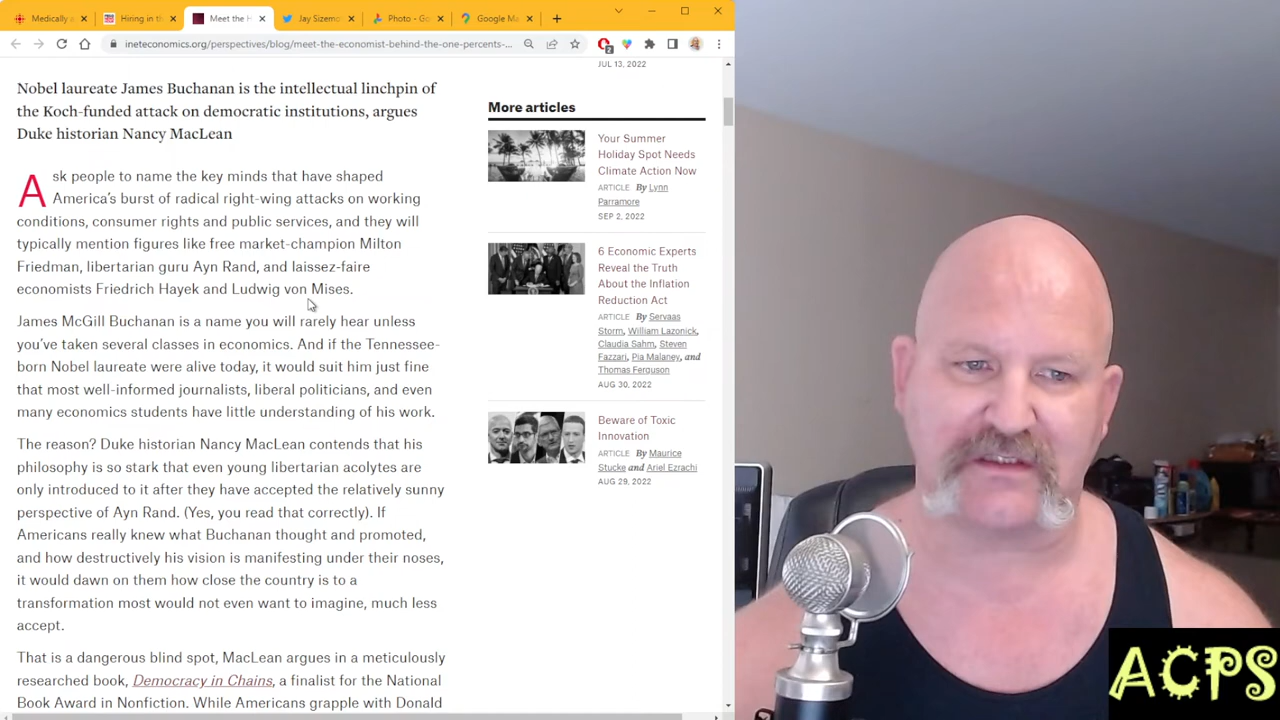 Medically a
Hiring in the
Meet the H
Jay Sizemo
Photo - Go
Google Ma
ineteconomics.org/perspectives/blog/meet-the-economist-behind-the-one-percents-...
2
Nobel laureate James Buchanan is the intellectual linchpin of
the Koch-funded attack on democratic institutions, argues
Duke historian Nancy MacLean
Ask people to name the key minds that have shaped
America’s burst of radical right-wing attacks on working
conditions, consumer rights and public services, and they will
typically mention figures like free market-champion Milton
Friedman, libertarian guru Ayn Rand, and laissez-faire
economists Friedrich Hayek and Ludwig von Mises.
James McGill Buchanan is a name you will rarely hear unless
you’ve taken several classes in economics. And if the Tennessee-
born Nobel laureate were alive today, it would suit him just fine
that most well-informed journalists, liberal politicians, and even
many economics students have little understanding of his work.
The reason? Duke historian Nancy MacLean contends that his
philosophy is so stark that even young libertarian acolytes are
only introduced to it after they have accepted the relatively sunny
perspective of Ayn Rand. (Yes, you read that correctly). If
Americans really knew what Buchanan thought and promoted,
and how destructively his vision is manifesting under their noses,
it would dawn on them how close the country is to a
transformation most would not even want to imagine, much less
accept.
That is a dangerous blind spot, MacLean argues in a meticulously
researched book, Democracy in Chains, a finalist for the National
Book Award in Nonfiction. While Americans grapple with Donald
JUL 13, 2022
More articles
Your Summer
Holiday Spot Needs
Climate Action Now
ARTICLE By Lynn
Parramore
SEP 2, 2022
6 Economic Experts
Reveal the Truth
About the Inflation
Reduction Act
ARTICLE By Servaas
Storm, William Lazonick,
Claudia Sahm, Steven
Fazzari, Pia Malaney, and
Thomas Ferguson
AUG 30, 2022
Beware of Toxic
Innovation
ARTICLE By Maurice
Stucke and Ariel Ezrachi
AUG 29, 2022
ACPS